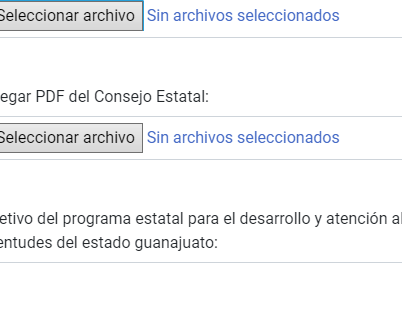 Seleccionar archivo Sin archivos seleccionados
egar PDF del Consejo Estatal:
Seleccionar archivo Sin archivos seleccionados
etivo del programa estatal para el desarrollo y atención al
entudes del estado guanajuato: